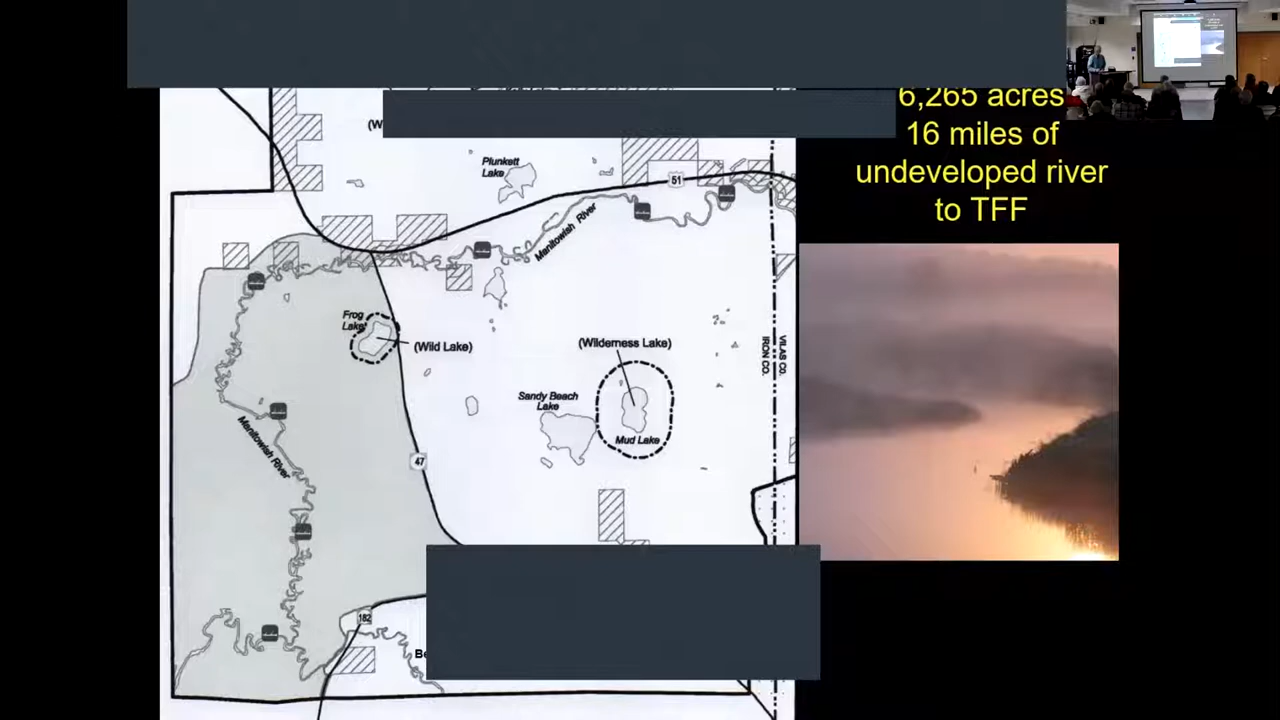 6,265 acres
16 miles of
undeveloped river
to TFF
(W
Plunkett
Lake
51
Manitowish River
Frog
Lake
(Wild Lake)
(Wilderness Lake)
VILAS CO.
IRON CO.
Sandy Beach
Lake
Mud Lake
Manitowish River
47
182
Be